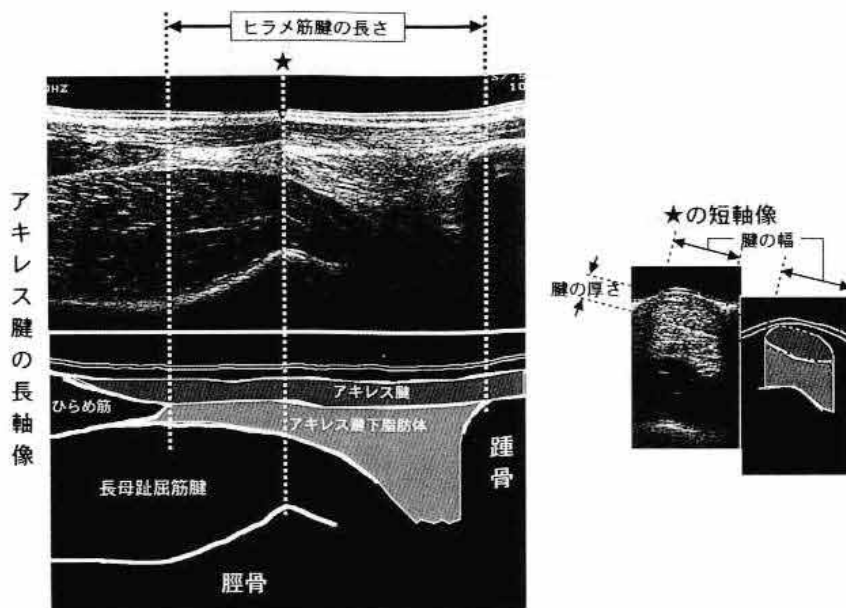 ヒラメ筋腱の長さ
★
HZ
10
アキレス腱の長軸像
アキレス腱
ひらめ筋
アキレス腱下脂肪体
踵骨
長母趾屈筋腱
脛骨
★の短軸像
腱の幅
腱の厚さ